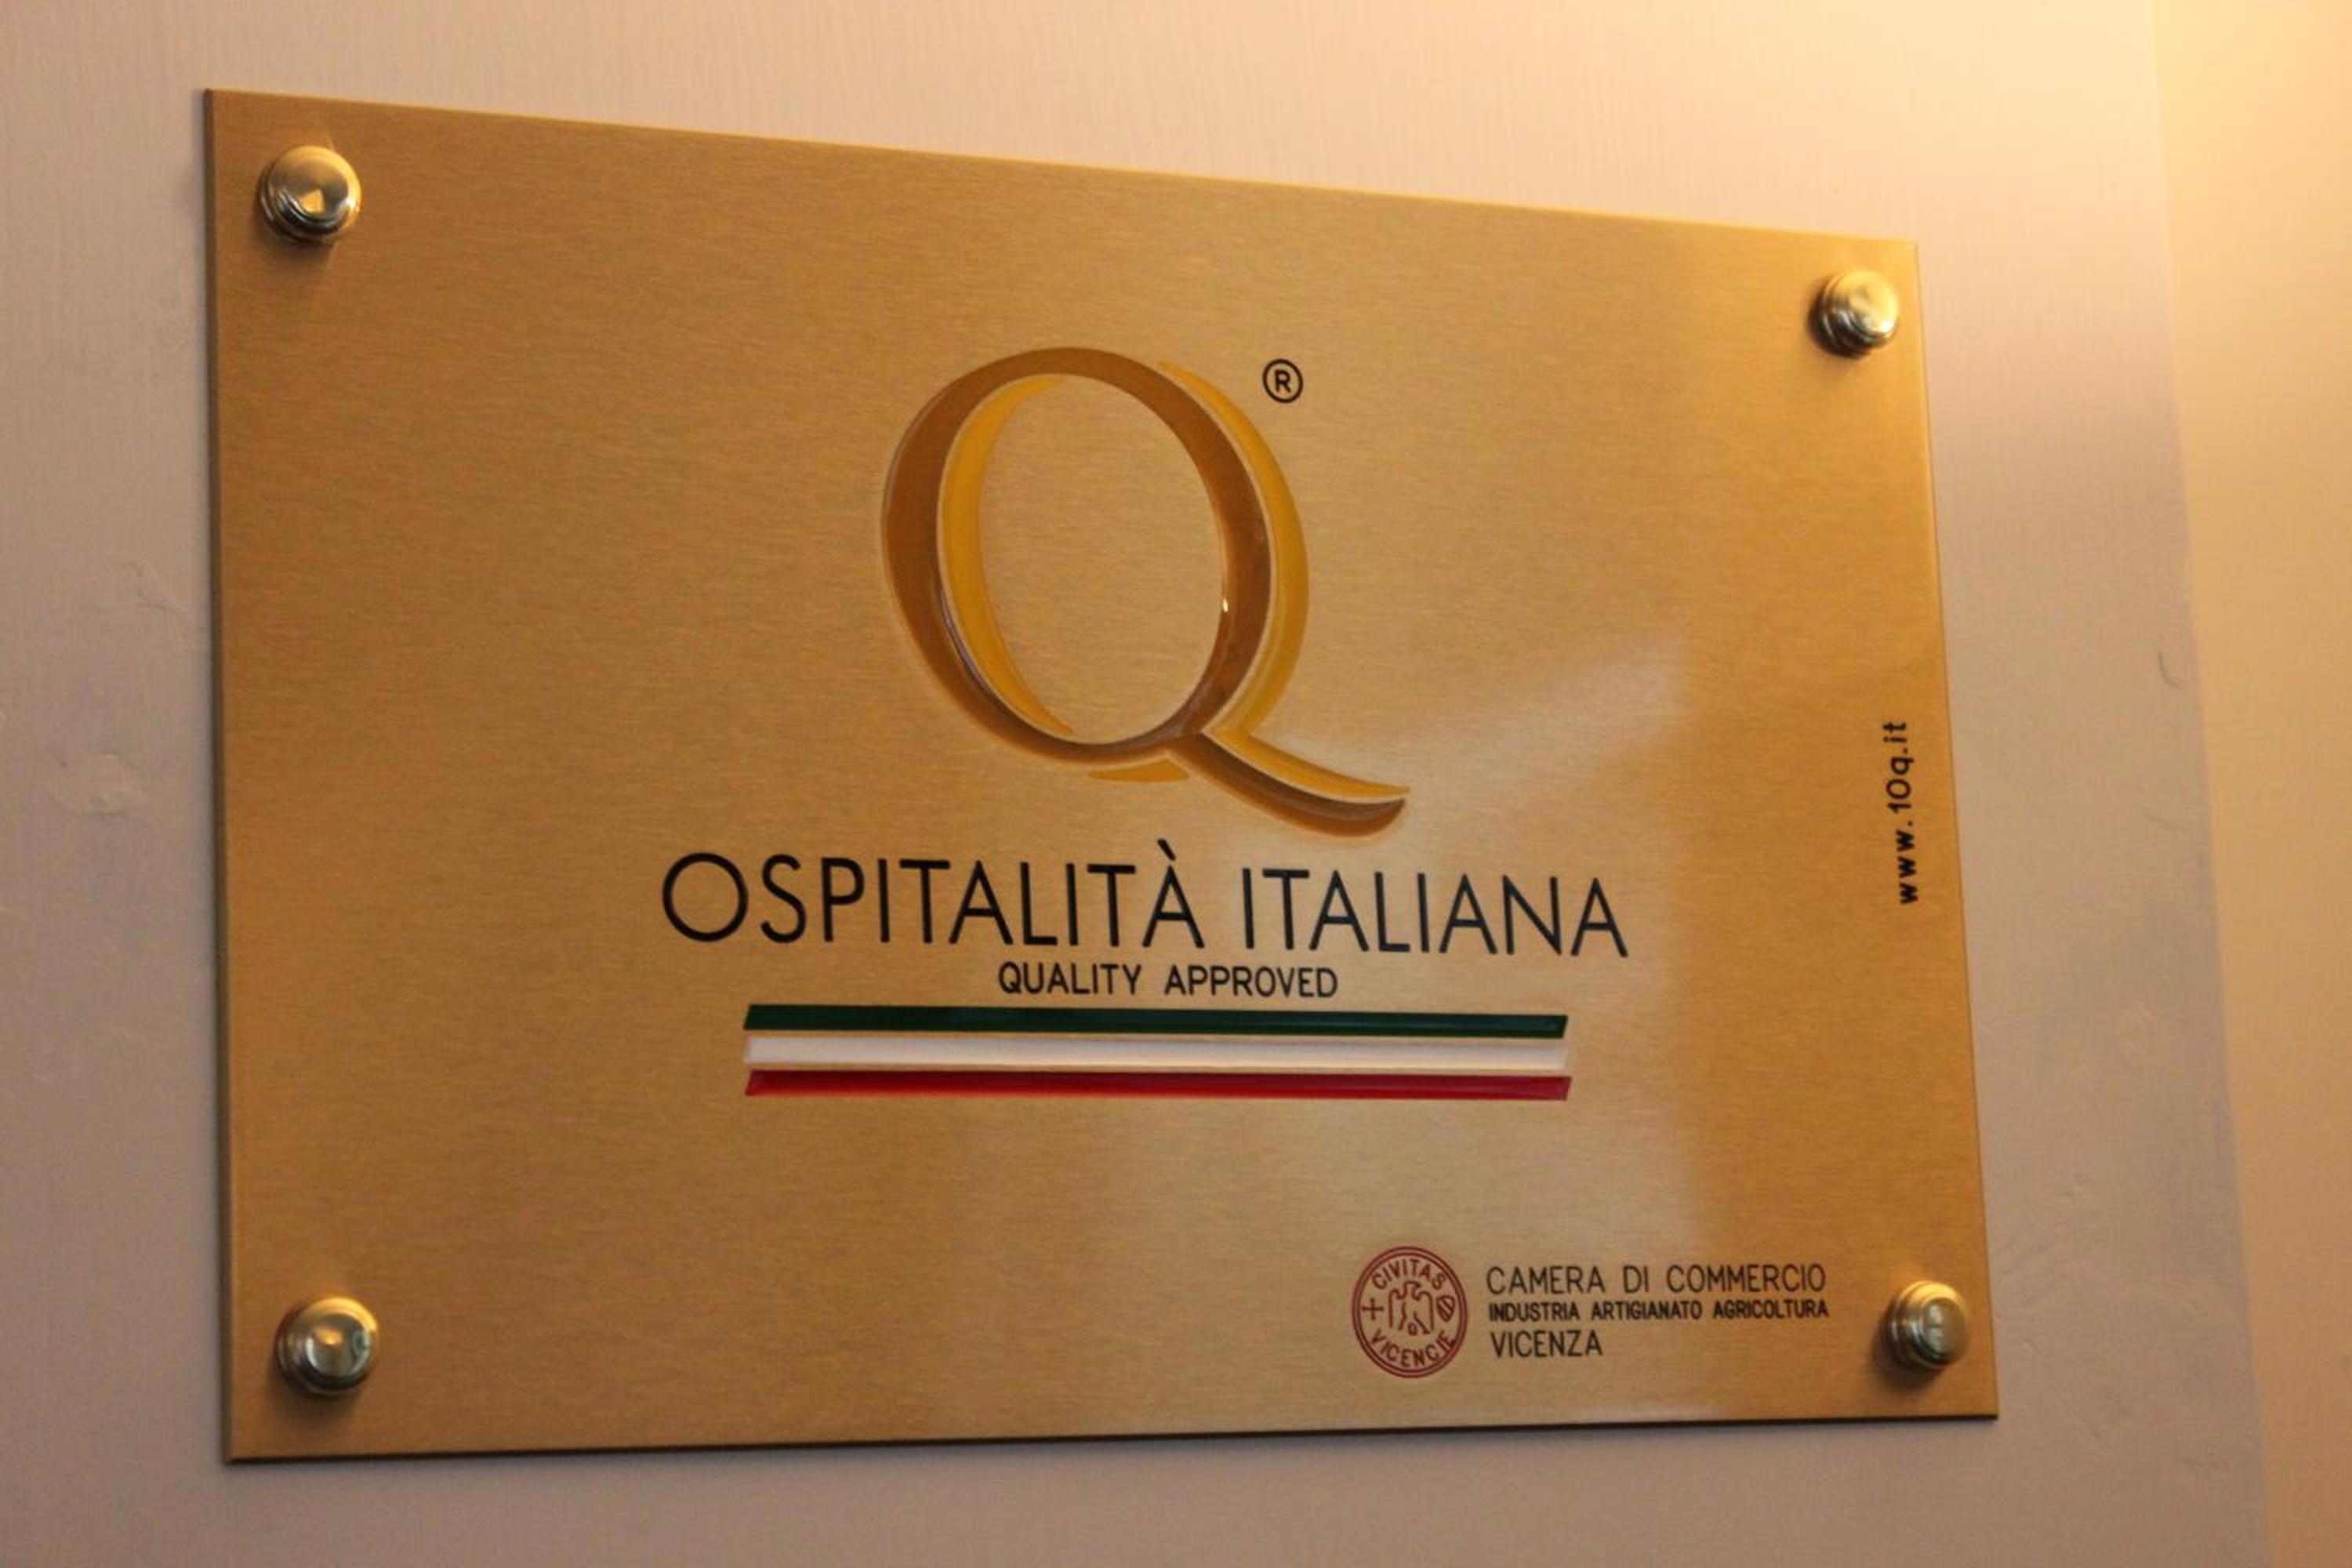 Q ®
OSPITALITÀ ITALIANA
QUALITY APPROVED
www.10q.it
CIVITAS
VICENCIE
CAMERA DI COMMERCIO
INDUSTRIA ARTIGIANATO AGRICOLTURA
VICENZA